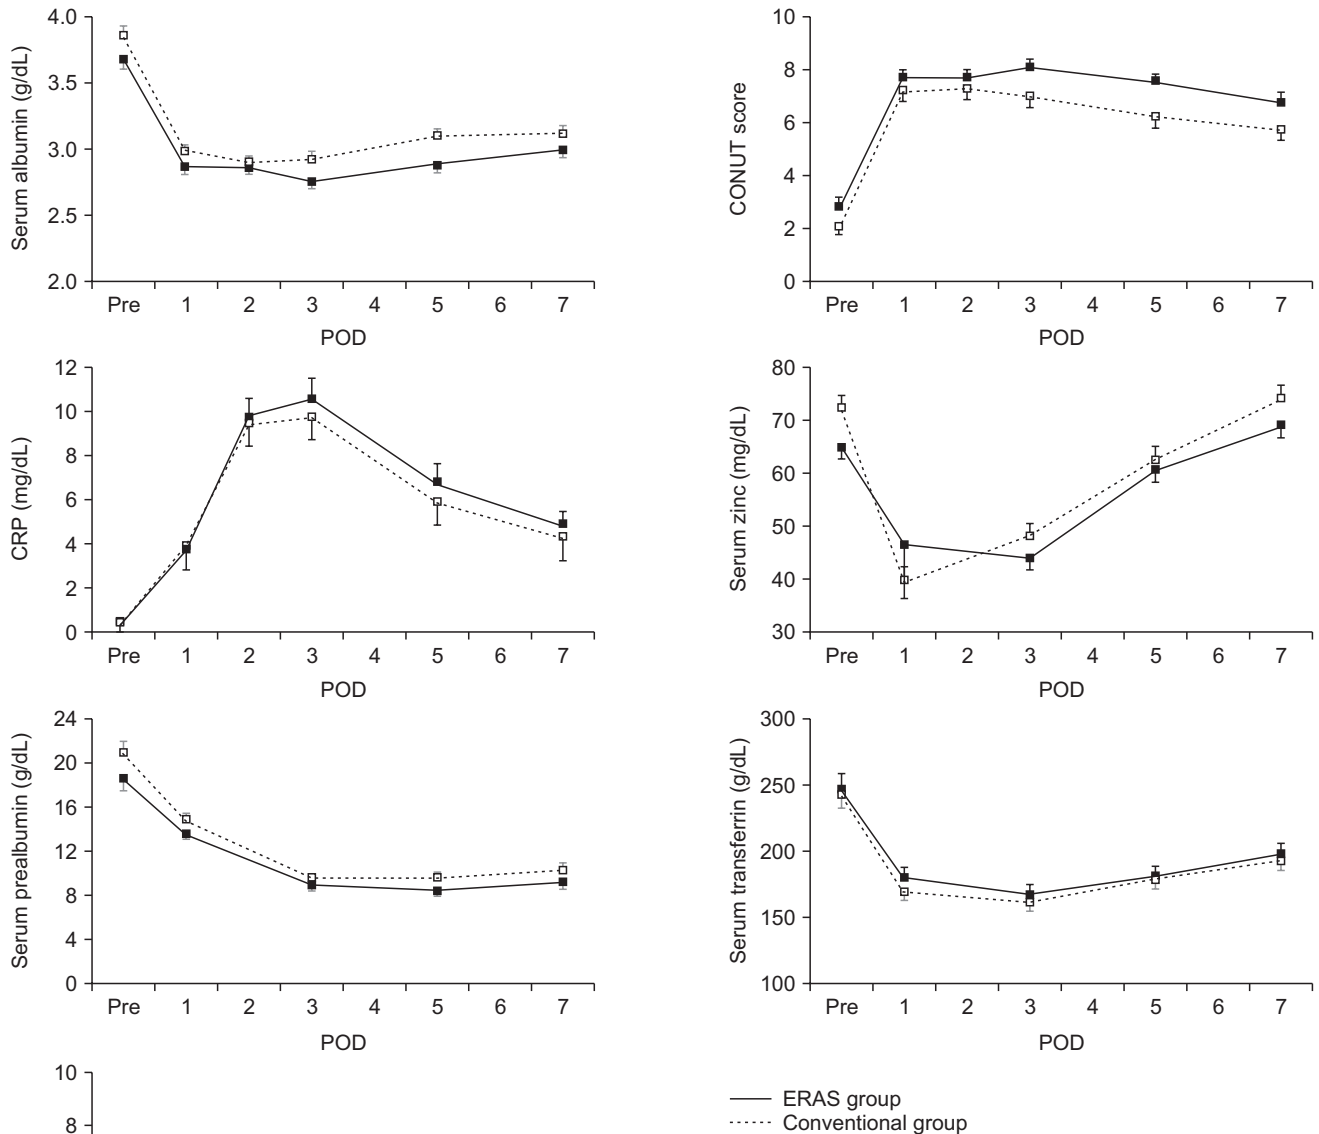 4.0
3.5
3.0
2.5
2.0
Serum albumin (g/dL)
Pre 1 2 3 4 5 6 7
POD
10
8
6
4
2
0
CONUT score
Pre 1 2 3 4 5 6 7
POD
12
10
8
6
4
2
0
CRP (mg/dL)
Pre 1 2 3 4 5 6 7
POD
80
70
60
50
40
30
Serum zinc (mg/dL)
Pre 1 2 3 4 5 6 7
POD
24
20
16
12
8
4
0
Serum prealbumin (g/dL)
Pre 1 2 3 4 5 6 7
POD
300
250
200
150
100
Serum transferrin (g/dL)
Pre 1 2 3 4 5 6 7
POD
10
8
ERAS group
Conventional group